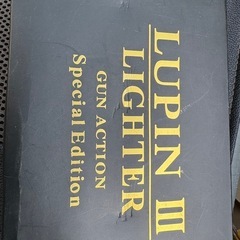 LUPIN III
LIGHTER
GUN ACTION
Special Edition